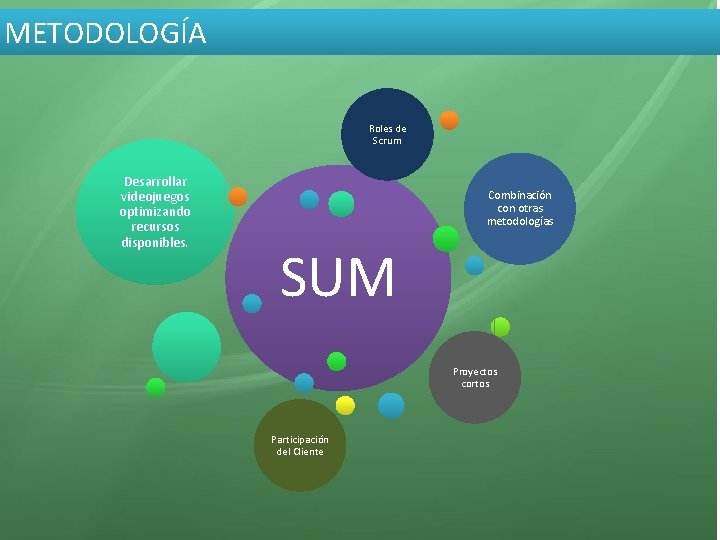 METODOLOGÍA
Roles de
Scrum
Desarrollar
videojuegos
optimizando
recursos
disponibles.
Combinación
con otras
metodologías
SUM
Proyectos
cortos
Participación
del Cliente